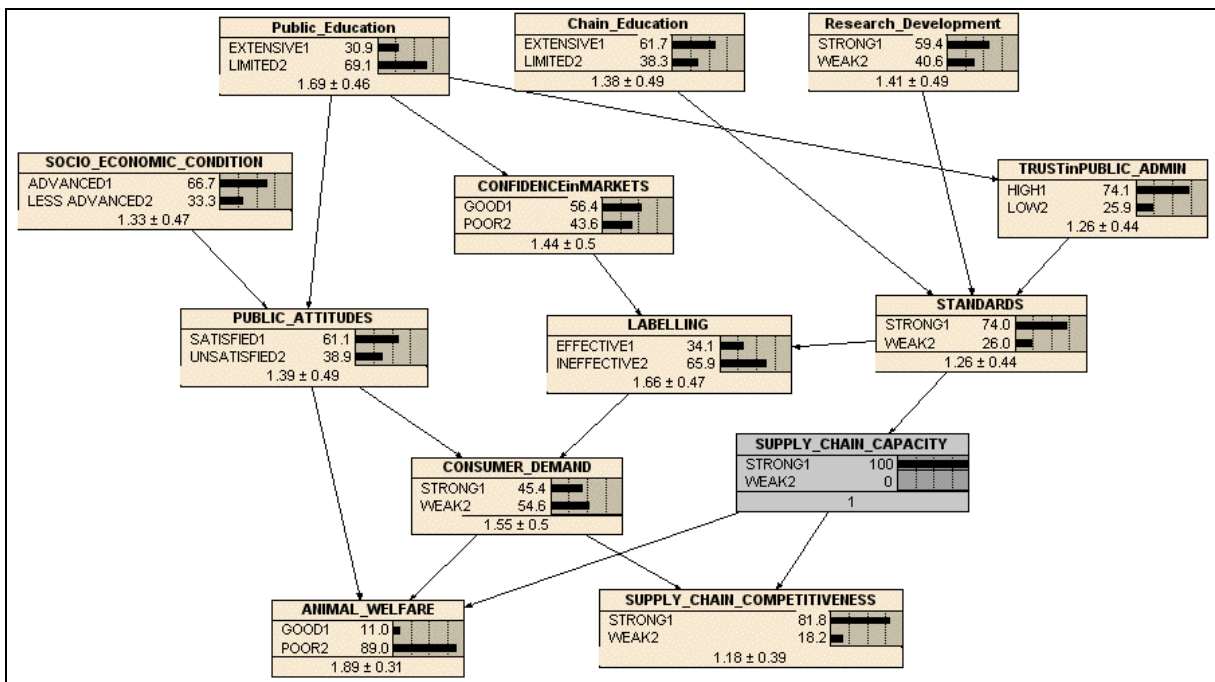 Public_Education
EXTENSIVE1 30.9
LIMITED2 69.1
1.69 ± 0.46
Chain_Education
EXTENSIVE1 61.7
LIMITED2 38.3
1.38 ± 0.49
Research_Development
STRONG1 59.4
WEAK2 40.6
1.41 ± 0.49
SOCIO_ECONOMIC_CONDITION
ADVANCED1 66.7
LESS ADVANCED2 33.3
1.33 ± 0.47
CONFIDENCEinMARKETS
GOOD1 56.4
POOR2 43.6
1.44 ± 0.5
TRUSTinPUBLIC_ADMIN
HIGH1 74.1
LOW2 25.9
1.26 ± 0.44
PUBLIC_ATTITUDES
SATISFIED1 61.1
UNSATISFIED2 38.9
1.39 ± 0.49
LABELLING
EFFECTIVE1 34.1
INEFFECTIVE2 65.9
1.66 ± 0.47
STANDARDS
STRONG1 74.0
WEAK2 26.0
1.26 ± 0.44
CONSUMER_DEMAND
STRONG1 45.4
WEAK2 54.6
1.55 ± 0.5
SUPPLY_CHAIN_CAPACITY
STRONG1 100
WEAK2 0
1
ANIMAL_WELFARE
GOOD1 11.0
POOR2 89.0
1.89 ± 0.31
SUPPLY_CHAIN_COMPETITIVENESS
STRONG1 81.8
WEAK2 18.2
1.18 ± 0.39